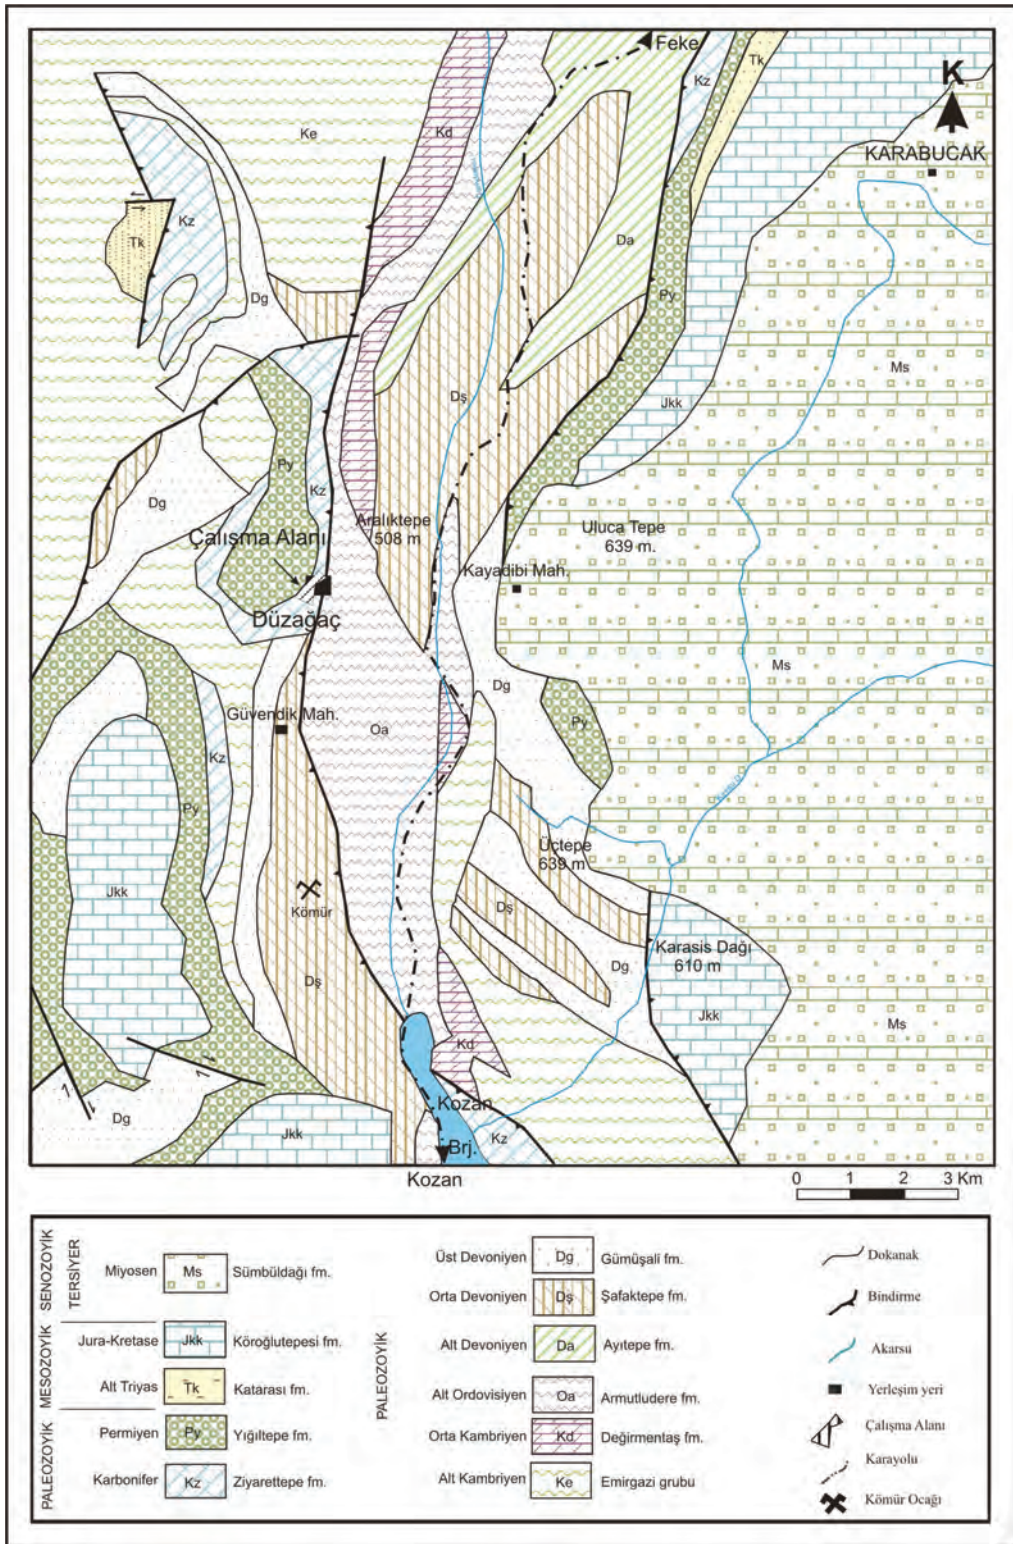 Feke
Kz
Tk
K
Ke
Kd
KARABUCAK
Kz
Tk
Da
Dg
Py
Ms
Dş
Jkk
Py
Kz
Dg
Aralıktepe
508 m
Uluca Tepe
639 m.
Çalışma Alanı
Kayadibi Mah.
Düzağaç
Ms
Dg
Güvendik Mah.
Oa
Py
Kz
Py
Üçtepe
639 m
Jkk
Dş
Kömür
Karasis Dağı
610 m
Dg
Dş
Jkk
Ms
Kd
Kozan
Dg
Jkk
Brj.
Kz
Kozan
0 1 2 3 Km
SENOZOYİK
TERSİYER
Miyosen Ms Sümbüldağı fm.
MESOZOYİK
Jura-Kretase Jkk Köroğlutepesi fm.
Alt Triyas Tk Katarası fm.
PALEOZOYİK
Permiyen Py Yığıltepe fm.
Karbonifer Kz Ziyarettepe fm.
PALEOZOYİK
Üst Devoniyen Dg Gümüşali fm.
Orta Devoniyen Dş Şafaktepe fm.
Alt Devoniyen Da Ayıtepe fm.
Alt Ordovisiyen Oa Armutludere fm.
Orta Kambriyen Kd Değirmentaş fm.
Alt Kambriyen Ke Emirgazi grubu
Dokanak
Bindirme
Akarsu
Yerleşim yeri
Çalışma Alanı
Karayolu
Kömür Ocağı